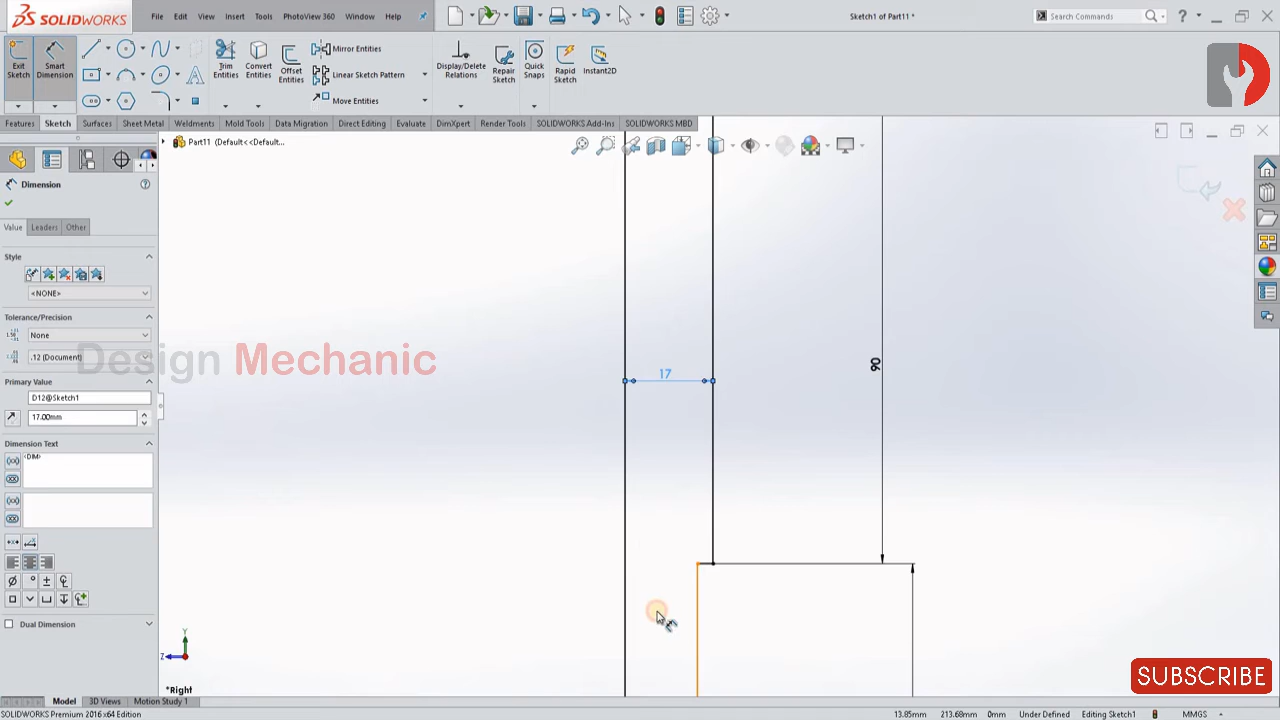 SOLIDWORKS
File Edit View Insert Tools PhotoView 360 Window Help
Sketch1 of Part11 *
Search Commands
Exit Sketch
Smart Dimension
Trim Entities
Convert Entities
Offset Entities
Mirror Entities
Linear Sketch Pattern
Move Entities
Display/Delete Relations
Repair Sketch
Quick Snaps
Rapid Sketch
Instant2D
Features Sketch Surfaces Sheet Metal Weldments Mold Tools Data Migration Direct Editing Evaluate DimXpert Render Tools SOLIDWORKS Add-Ins SOLIDWORKS MBD
Part11 (Default<<Default...
Dimension
Value Leaders Other
Style
<NONE>
Tolerance/Precision
None
.12 (Document)
Primary Value
D12@Sketch1
17.00mm
Dimension Text
<DIM>
Dual Dimension
Design Mechanic
17
90
Y
Z
*Right
SUBSCRIBE
Model 3D Views Motion Study 1
SOLIDWORKS Premium 2016 x64 Edition
13.85mm 213.68mm 0mm Under Defined Editing Sketch1 MMGS